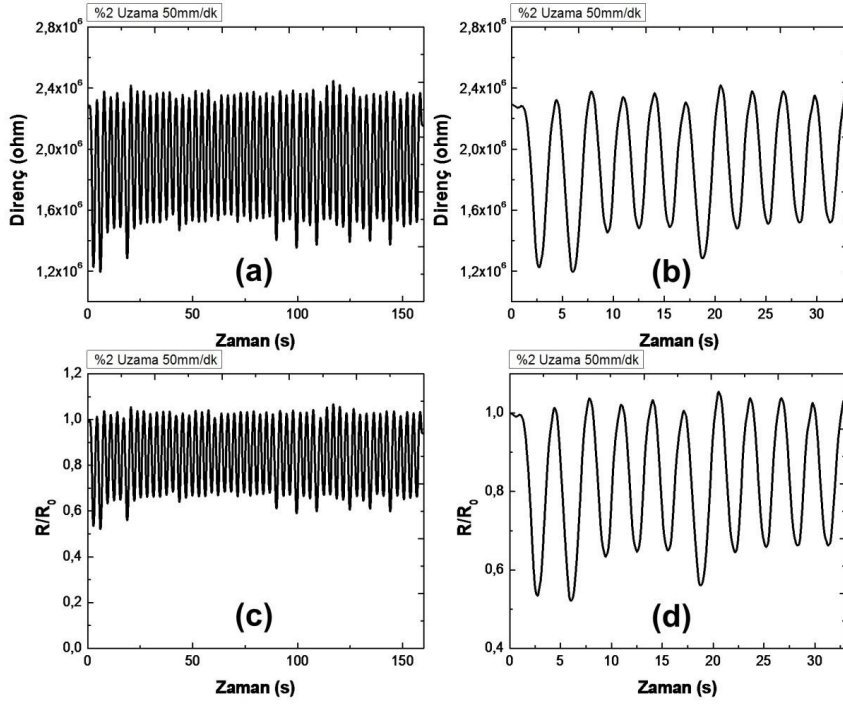 %2 Uzama 50mm/dk
2,8x10⁶
2,4x10⁶
2,0x10⁶
1,6x10⁶
1,2x10⁶
Direnç (ohm)
(a)
0 50 100 150
Zaman (s)
%2 Uzama 50mm/dk
2,8x10⁶
2,4x10⁶
2,0x10⁶
1,6x10⁶
1,2x10⁶
Direnç (ohm)
(b)
0 5 10 15 20 25 30
Zaman (s)
%2 Uzama 50mm/dk
1,2
1,0
0,8
0,6
0,4
0,2
0,0
R/R₀
(c)
0 50 100 150
Zaman (s)
%2 Uzama 50mm/dk
1,0
0,8
0,6
0,4
R/R₀
(d)
0 5 10 15 20 25 30
Zaman (s)